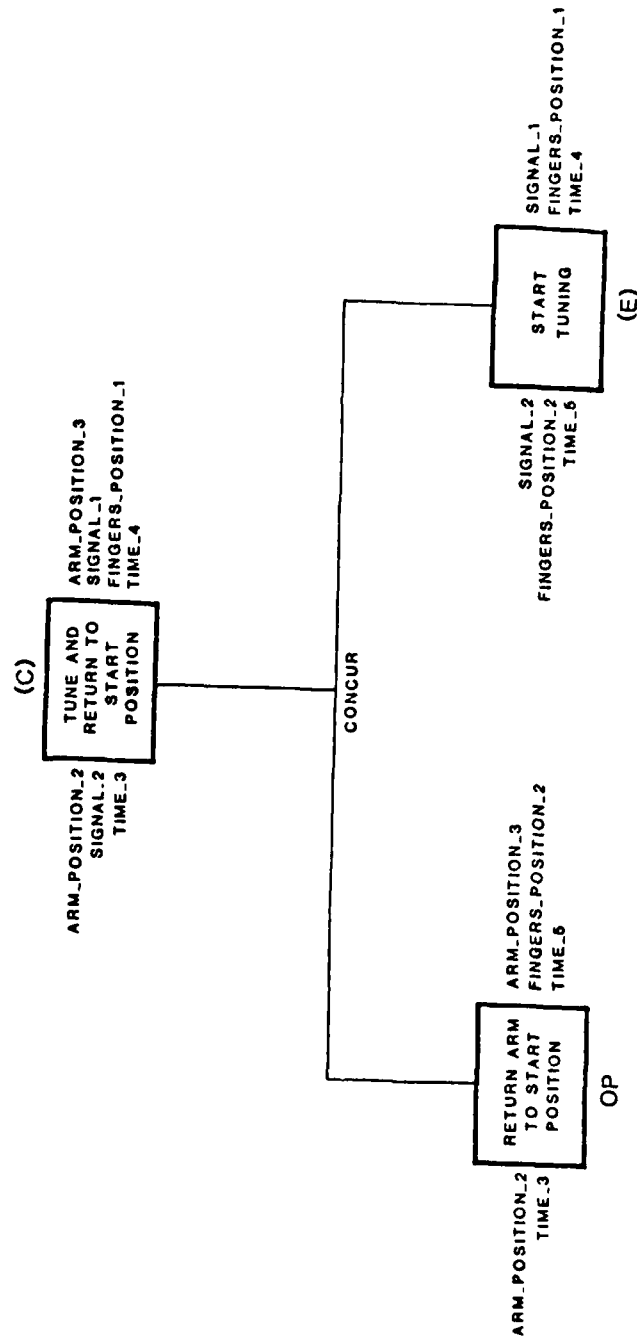 (C)
ARM_POSITION_2
SIGNAL_2
TIME_3
TUNE AND
RETURN TO
START
POSITION
ARM_POSITION_3
SIGNAL_1
FINGERS_POSITION_1
TIME_4
CONCUR
ARM_POSITION_2
TIME_3
RETURN ARM
TO START
POSITION
ARM_POSITION_3
FINGERS_POSITION_2
TIME_5
OP
SIGNAL_2
FINGERS_POSITION_2
TIME_5
START
TUNING
SIGNAL_1
FINGERS_POSITION_1
TIME_4
(E)